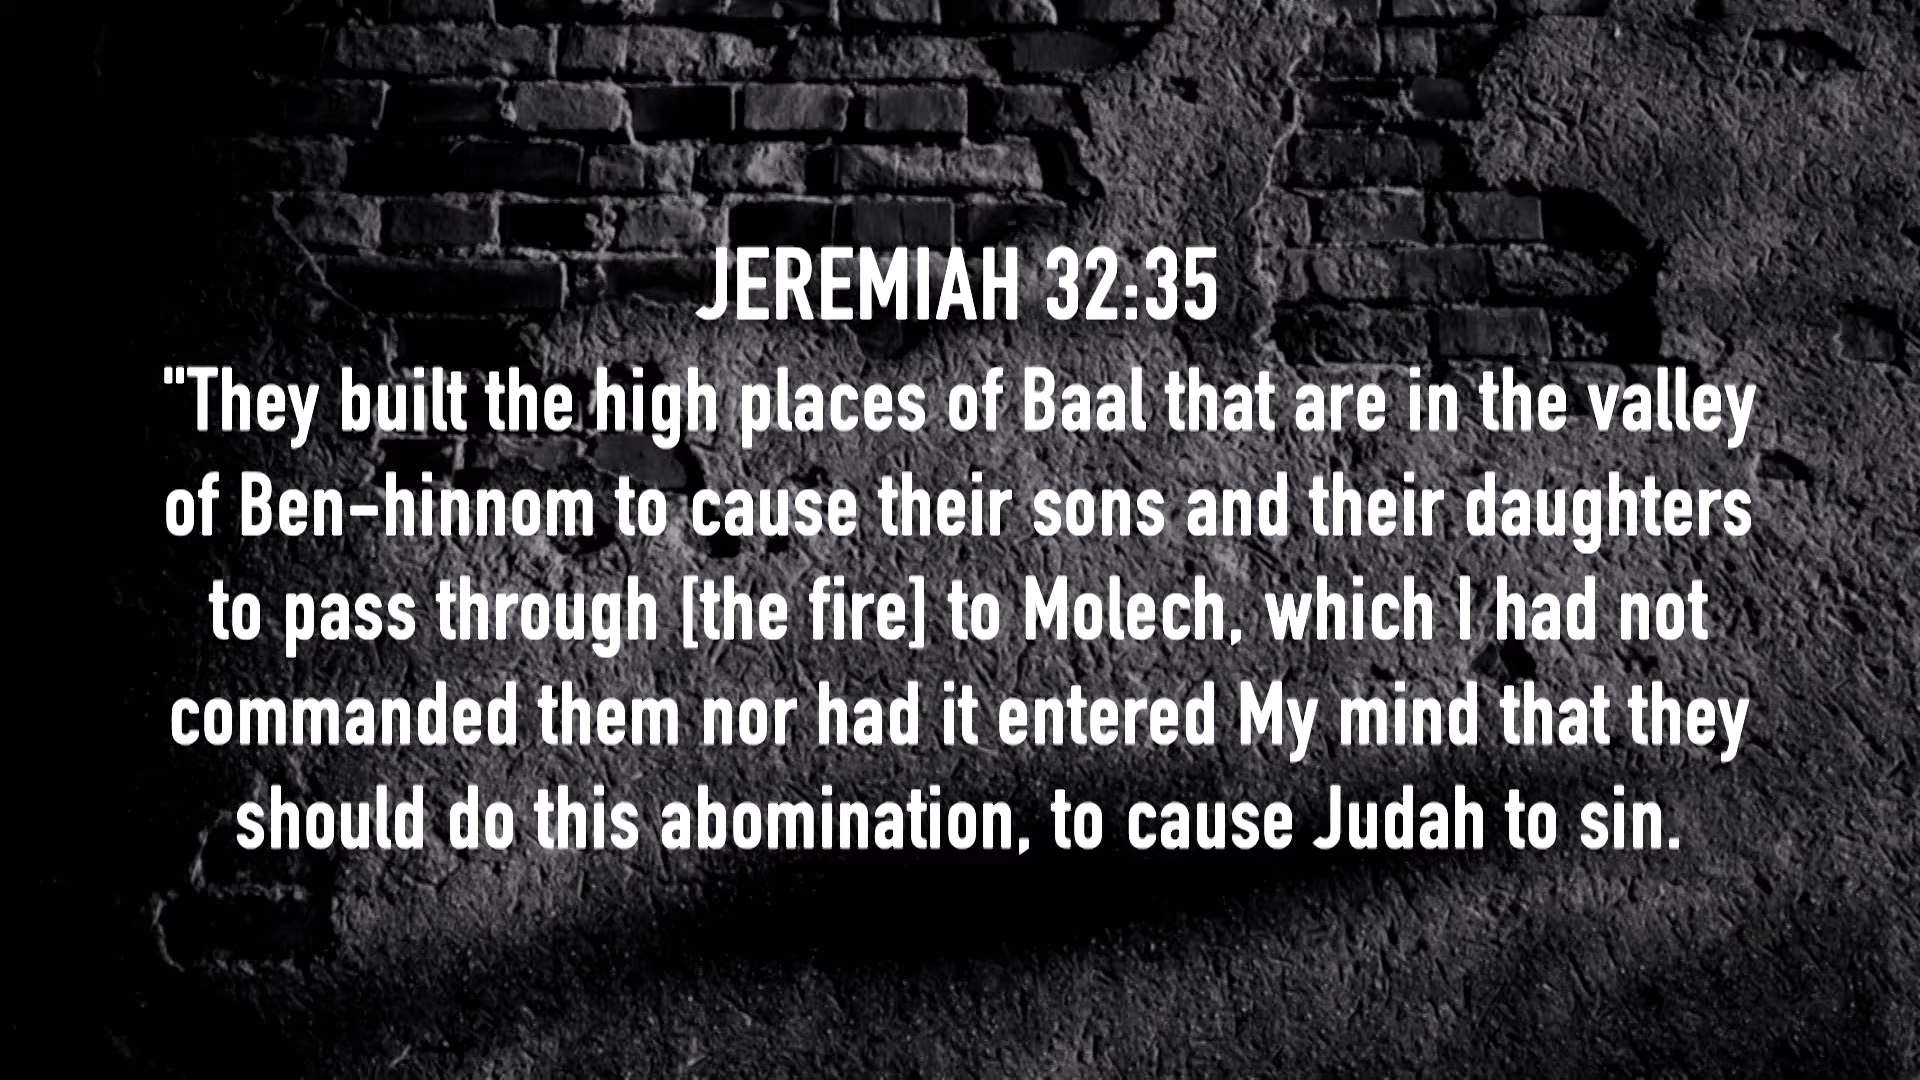 JEREMIAH 32:35
"They built the high places of Baal that are in the valley
of Ben-hinnom to cause their sons and their daughters
to pass through [the fire] to Molech, which I had not
commanded them nor had it entered My mind that they
should do this abomination, to cause Judah to sin.